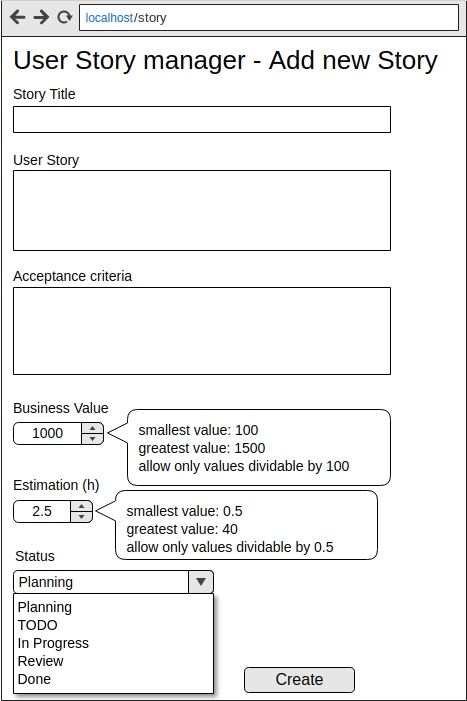 localhost/story
User Story manager - Add new Story
Story Title
User Story
Acceptance criteria
Business Value
1000
smallest value: 100
greatest value: 1500
allow only values dividable by 100
Estimation (h)
2.5
smallest value: 0.5
greatest value: 40
allow only values dividable by 0.5
Status
Planning
Planning
TODO
In Progress
Review
Done
Create